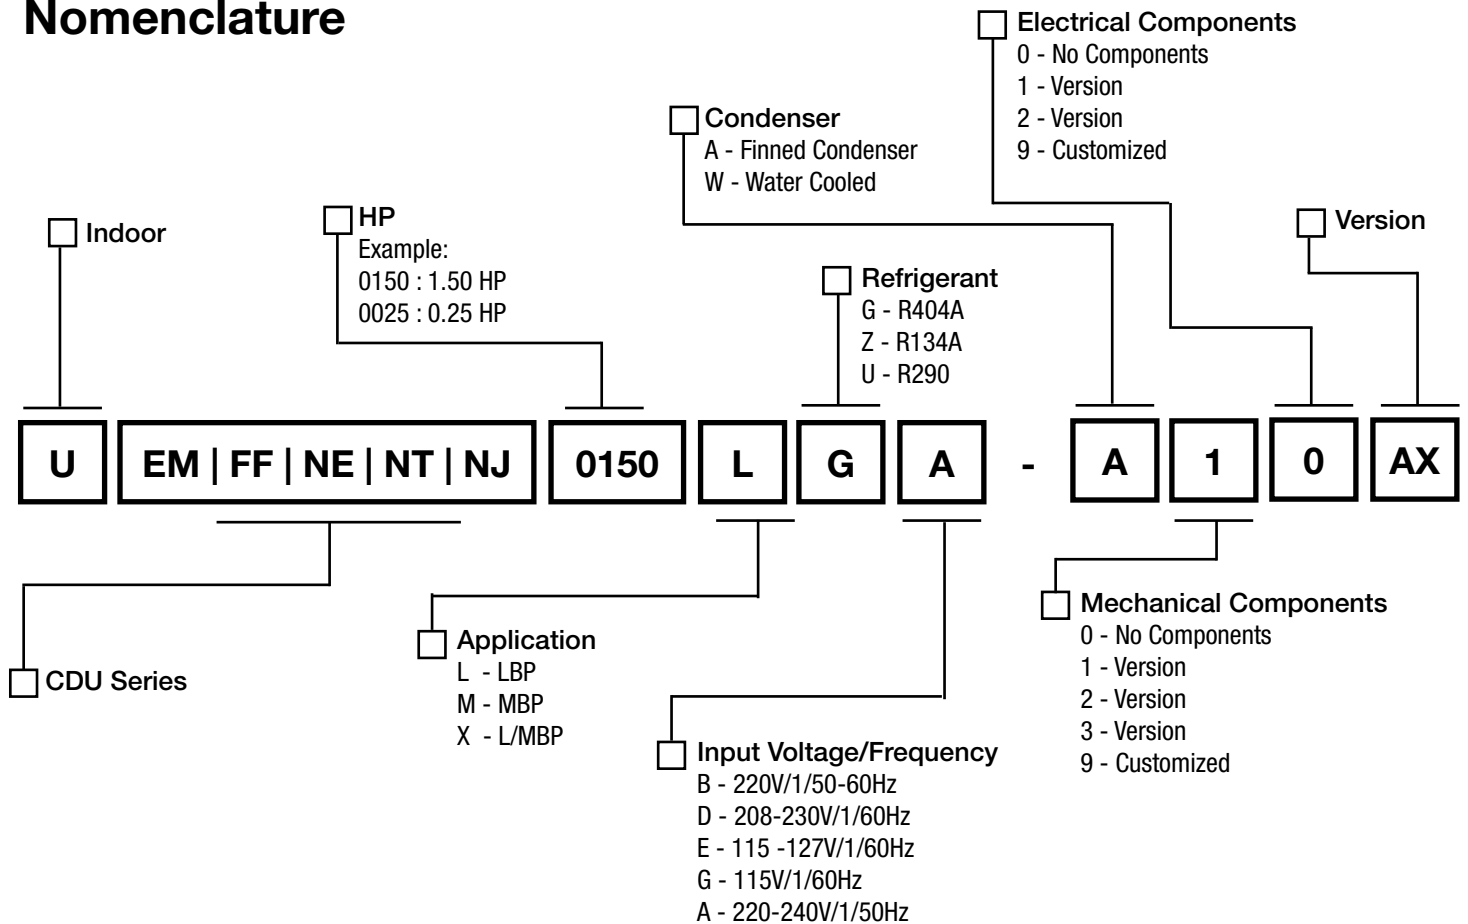 Nomenclature
Electrical Components
0 - No Components
1 - Version
2 - Version
9 - Customized
Condenser
A - Finned Condenser
W - Water Cooled
Indoor
HP
Example:
0150 : 1.50 HP
0025 : 0.25 HP
Refrigerant
G - R404A
Z - R134A
U - R290
Version
U EM | FF | NE | NT | NJ 0150 L G A - A 1 0 AX
CDU Series
Application
L - LBP
M - MBP
X - L/MBP
Input Voltage/Frequency
B - 220V/1/50-60Hz
D - 208-230V/1/60Hz
E - 115 -127V/1/60Hz
G - 115V/1/60Hz
A - 220-240V/1/50Hz
Mechanical Components
0 - No Components
1 - Version
2 - Version
3 - Version
9 - Customized